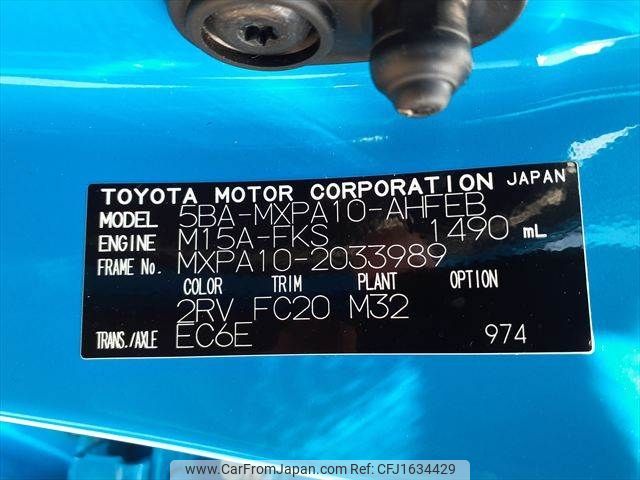 TOYOTA MOTOR CORPORATION JAPAN
MODEL 5BA-MXPA10-AHFEB
ENGINE M15A-FKS 1490 mL
FRAME No. MXPA10-2033989
COLOR TRIM PLANT OPTION
2RV FC20 M32
TRANS./AXLE EC6E 974
www.CarFromJapan.com - CFJ1634429